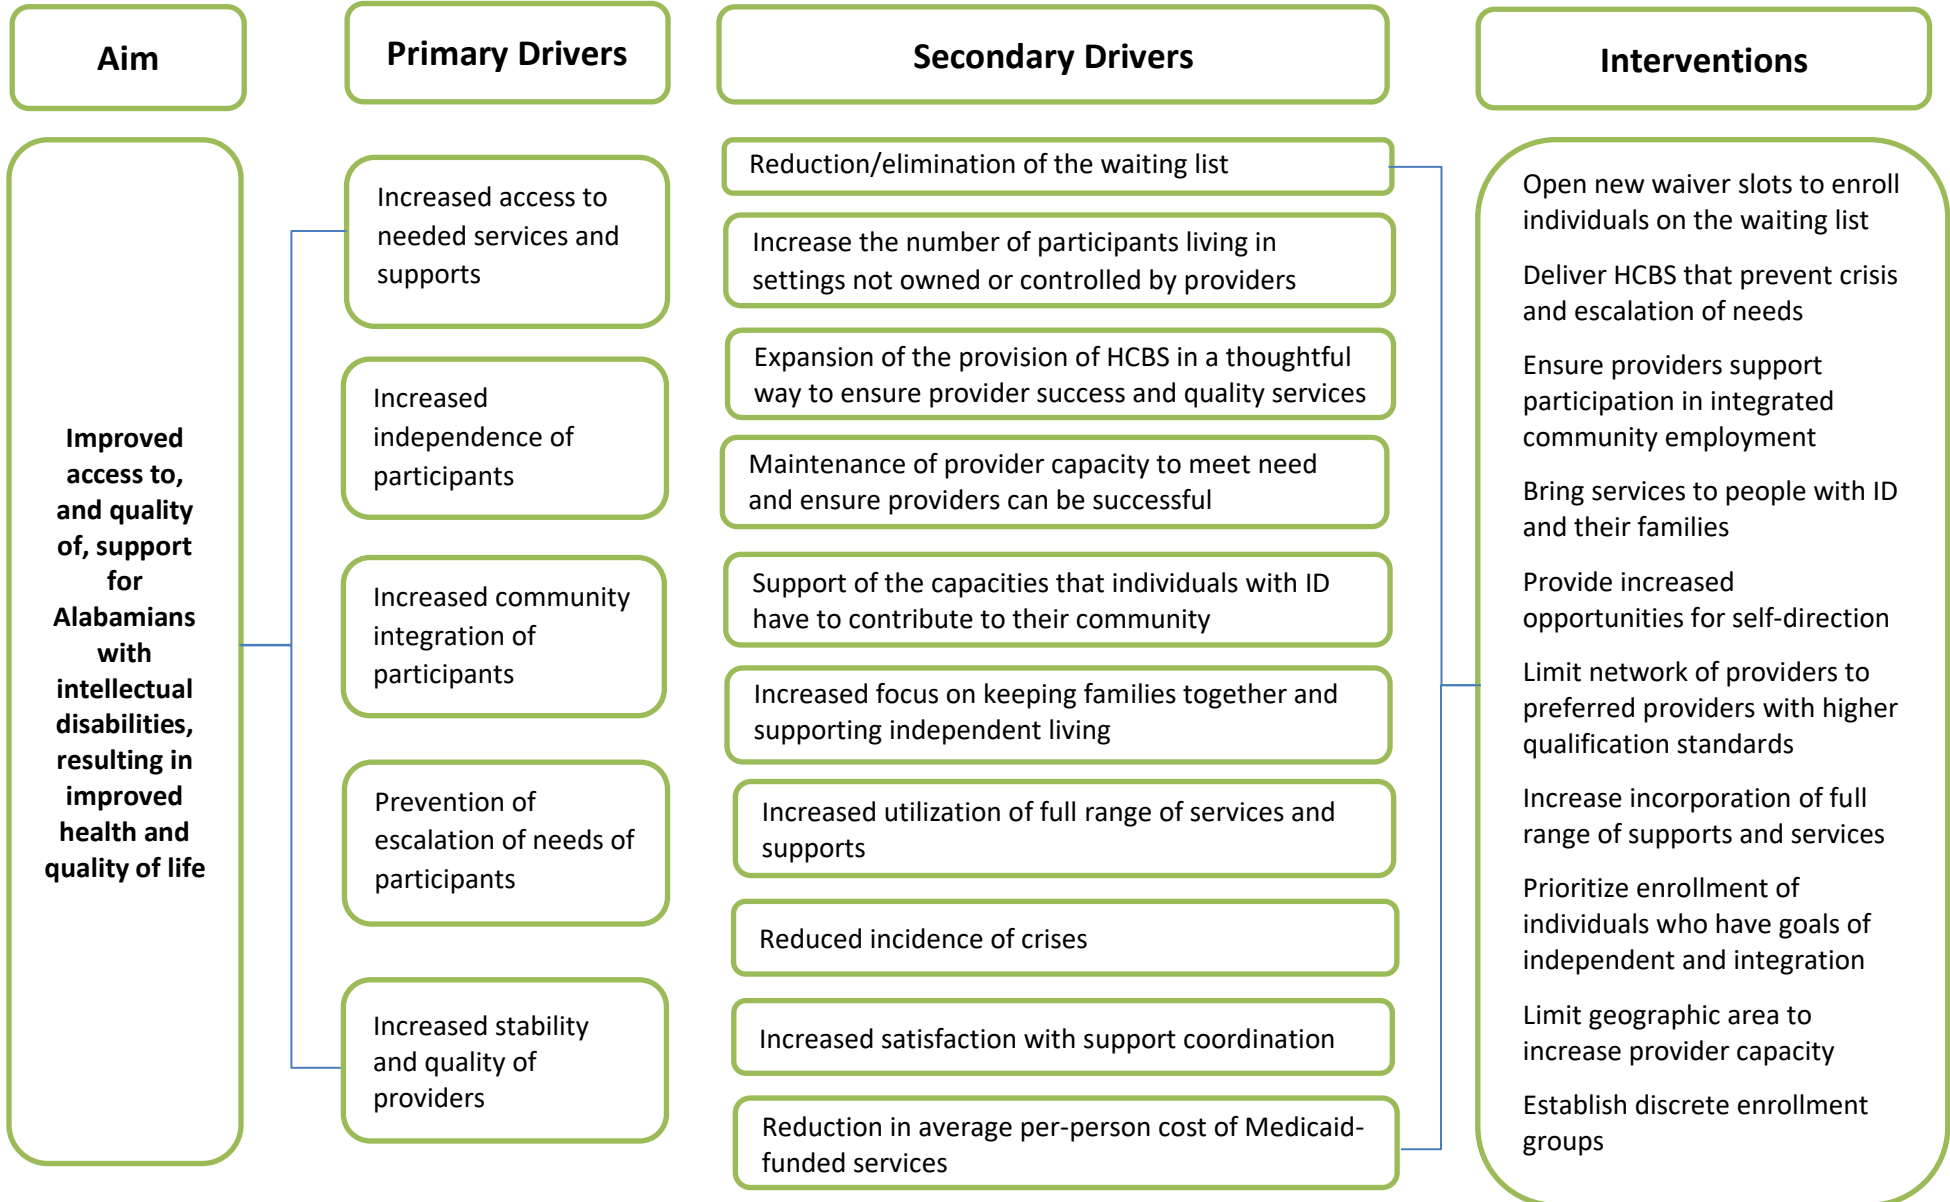 Aim
Primary Drivers
Secondary Drivers
Interventions
Improved
access to,
and quality
of, support
for
Alabamians
with
intellectual
disabilities,
resulting in
improved
health and
quality of life
Increased access to
needed services and
supports
Increased
independence of
participants
Increased community
integration of
participants
Prevention of
escalation of needs of
participants
Increased stability
and quality of
providers
Reduction/elimination of the waiting list
Increase the number of participants living in
settings not owned or controlled by providers
Expansion of the provision of HCBS in a thoughtful
way to ensure provider success and quality services
Maintenance of provider capacity to meet need
and ensure providers can be successful
Support of the capacities that individuals with ID
have to contribute to their community
Increased focus on keeping families together and
supporting independent living
Increased utilization of full range of services and
supports
Reduced incidence of crises
Increased satisfaction with support coordination
Reduction in average per-person cost of Medicaid-
funded services
Open new waiver slots to enroll
individuals on the waiting list
Deliver HCBS that prevent crisis
and escalation of needs
Ensure providers support
participation in integrated
community employment
Bring services to people with ID
and their families
Provide increased
opportunities for self-direction
Limit network of providers to
preferred providers with higher
qualification standards
Increase incorporation of full
range of supports and services
Prioritize enrollment of
individuals who have goals of
independent and integration
Limit geographic area to
increase provider capacity
Establish discrete enrollment
groups